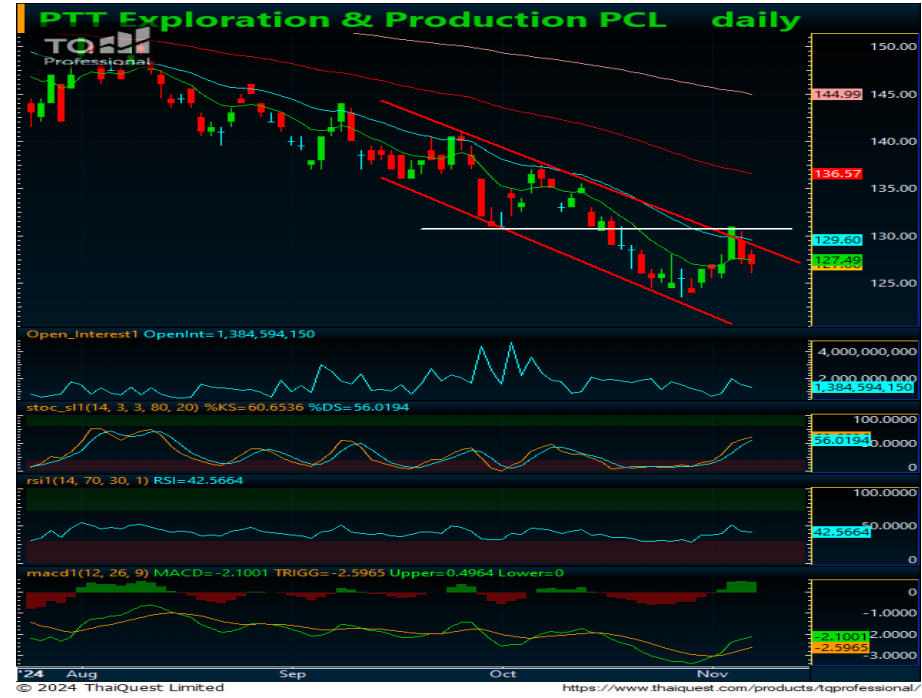 PTT Exploration & Production PCL daily
TQ
Professional
150.00
145.00
144.99
140.00
136.57
135.00
130.00
129.60
127.49
125.00
Open_Interest1 OpenInt=1,384,594,150
4,000,000,000
2,000,000,000
1,384,594,150
stoc_sl1(14, 3, 3, 80, 20) %KS=60.6536 %DS=56.0194
100.0000
56.0194
0
rsi1(14, 70, 30, 1) RSI=42.5664
100.0000
50.0000
42.5664
0
macd1(12, 26, 9) MACD=-2.1001 TRIGG=-2.5965 Upper=0.4964 Lower=0
0
-1.0000
-2.1001
-2.5965
-3.0000
'24 Aug Sep Oct Nov
© 2024 ThaiQuest Limited https://www.thaiquest.com/products/tqprofessional/